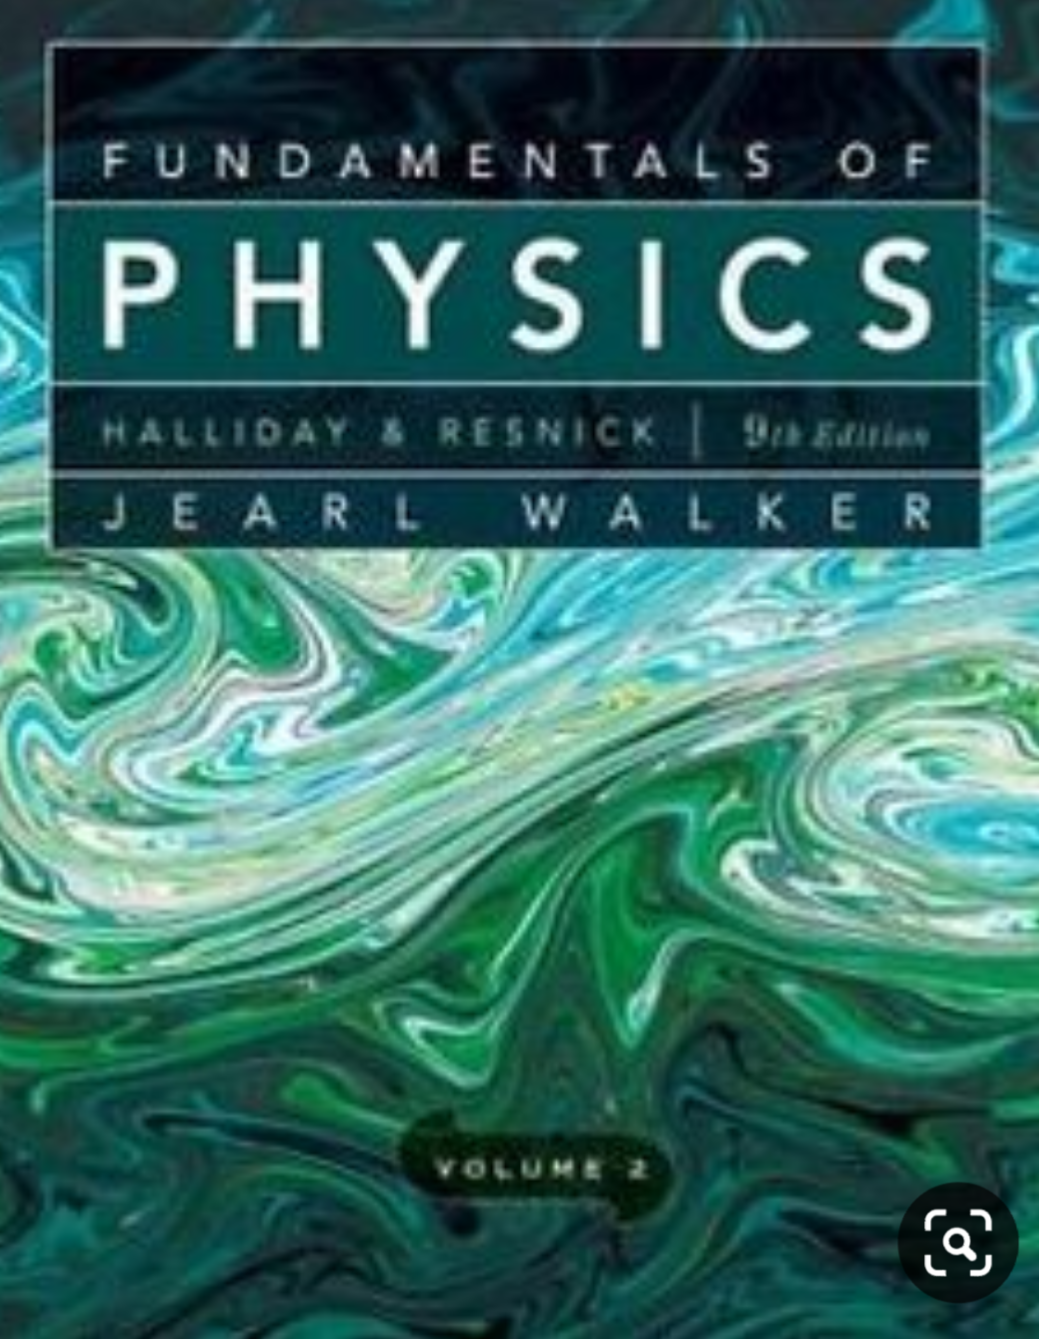 FUNDAMENTALS OF
PHYSICS
HALLIDAY & RESNICK | 9th Edition
JEARL WALKER
VOLUME 2